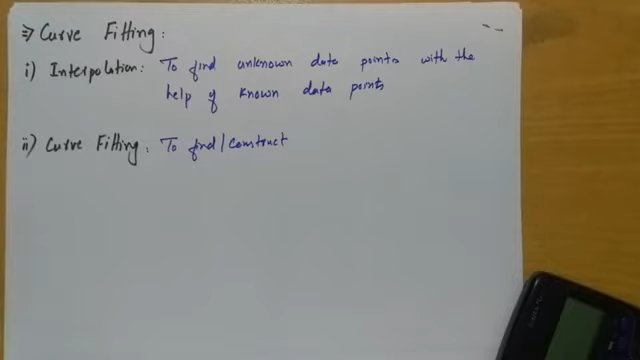 ⇒ Curve Fitting:
i) Interpolation: To find unknown data points with the
help of known data points
ii) Curve Fitting: To find/construct